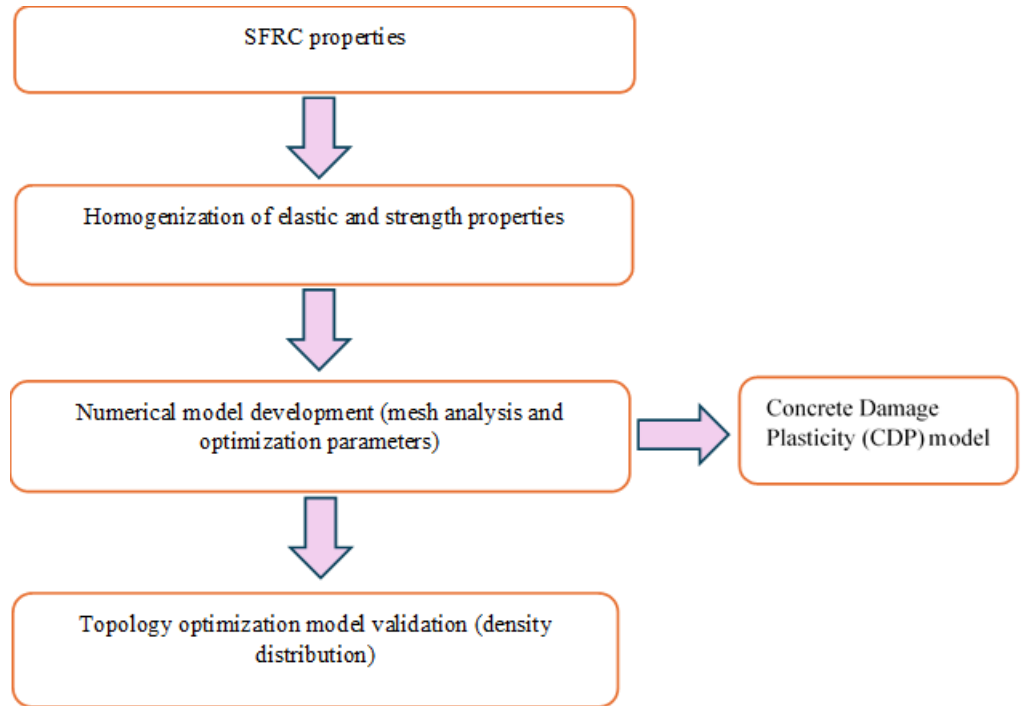 SFRC properties
Homogenization of elastic and strength properties
Numerical model development (mesh analysis and
optimization parameters)
Concrete Damage
Plasticity (CDP) model
Topology optimization model validation (density
distribution)